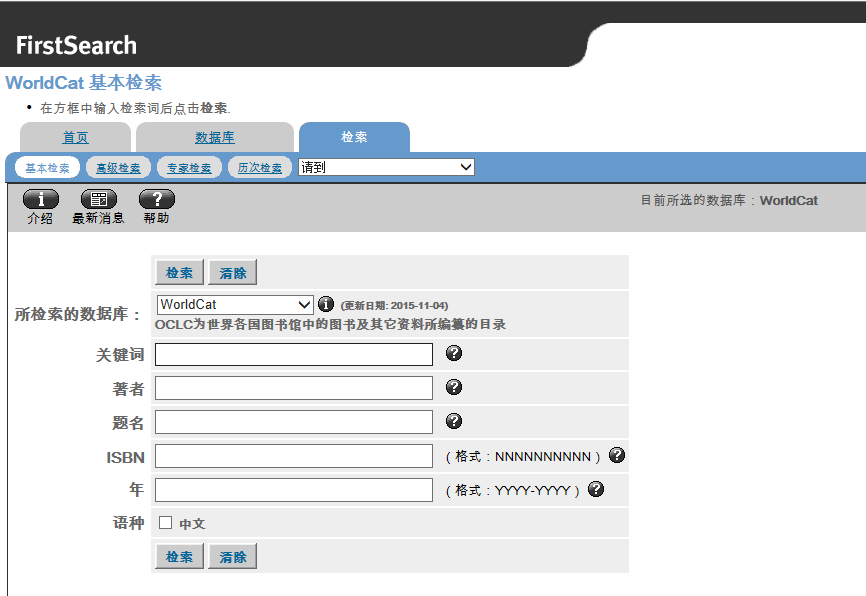 FirstSearch
WorldCat 基本检索
• 在方框中输入检索词后点击检索.
首页 数据库 检索
基本检索 高级检索 专家检索 历次检索 请到
介绍 最新消息 帮助 目前所选的数据库：WorldCat
检索 清除
所检索的数据库： WorldCat (更新日期: 2015-11-04)
OCLC为世界各国图书馆中的图书及其它资料所编纂的目录
关键词
著者
题名
ISBN （格式：NNNNNNNNNN）
年 （格式：YYYY-YYYY）
语种 中文
检索 清除